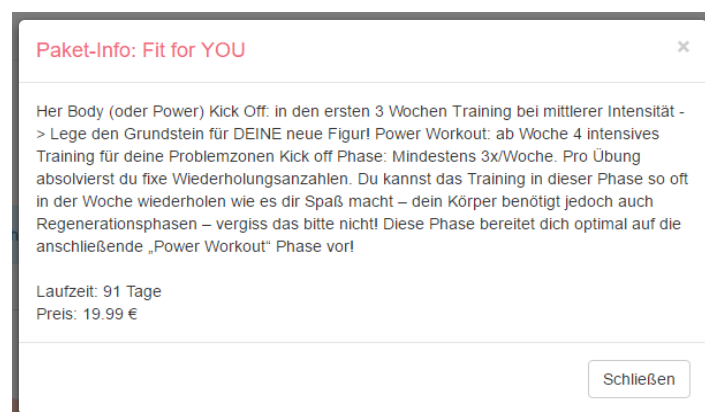 Paket-Info: Fit for YOU
×
Her Body (oder Power) Kick Off: in den ersten 3 Wochen Training bei mittlerer Intensität -
> Lege den Grundstein für DEINE neue Figur! Power Workout: ab Woche 4 intensives
Training für deine Problemzonen Kick off Phase: Mindestens 3x/Woche. Pro Übung
absolvierst du fixe Wiederholungsanzahlen. Du kannst das Training in dieser Phase so oft
in der Woche wiederholen wie es dir Spaß macht – dein Körper benötigt jedoch auch
Regenerationsphasen – vergiss das bitte nicht! Diese Phase bereitet dich optimal auf die
anschließende „Power Workout“ Phase vor!
Laufzeit: 91 Tage
Preis: 19.99 €
Schließen